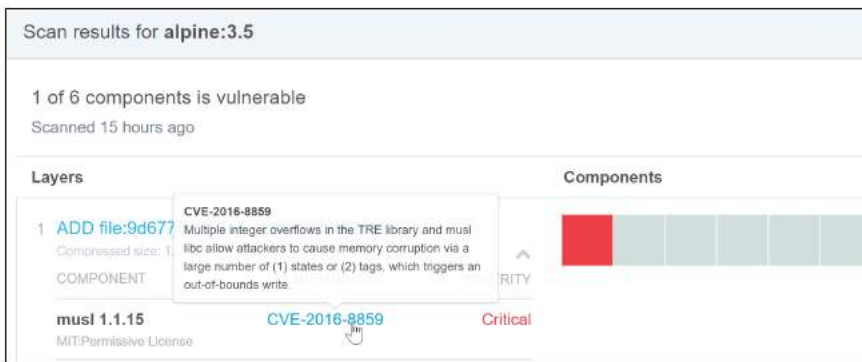 Scan results for alpine:3.5
1 of 6 components is vulnerable
Scanned 15 hours ago
Layers
Components
CVE-2016-8859
Multiple integer overflows in the TRE library and musl
libc allow attackers to cause memory corruption via a
large number of (1) states or (2) tags, which triggers an
out-of-bounds write.
1 ADD file:9d677
Compressed size: 1
COMPONENT
RITY
musl 1.1.15 CVE-2016-8859 Critical
MIT:Permissive License